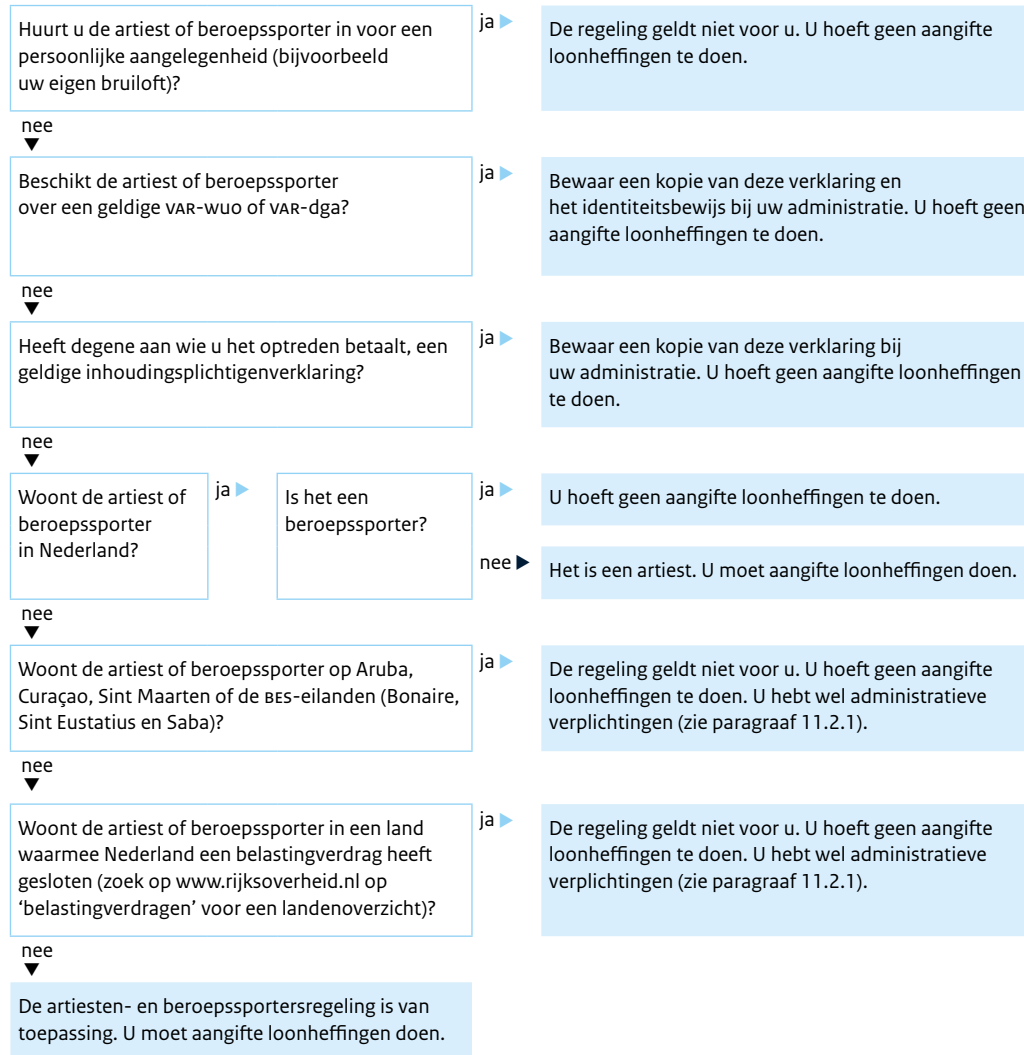 Huurt u de artiest of beroepssporter in voor een
persoonlijke aangelegenheid (bijvoorbeeld
uw eigen bruiloft)?
ja
De regeling geldt niet voor u. U hoeft geen aangifte
loonheffingen te doen.
nee
Beschikt de artiest of beroepssporter
over een geldige VAR-wuo of VAR-dga?
ja
Bewaar een kopie van deze verklaring en
het identiteitsbewijs bij uw administratie. U hoeft geen
aangifte loonheffingen te doen.
nee
Heeft degene aan wie u het optreden betaalt, een
geldige inhoudingsplichtigenverklaring?
ja
Bewaar een kopie van deze verklaring bij
uw administratie. U hoeft geen aangifte loonheffingen
te doen.
nee
Woont de artiest of
beroepssporter
in Nederland?
ja
Is het een
beroepssporter?
ja
U hoeft geen aangifte loonheffingen te doen.
nee
Het is een artiest. U moet aangifte loonheffingen doen.
nee
Woont de artiest of beroepssporter op Aruba,
Curaçao, Sint Maarten of de BES-eilanden (Bonaire,
Sint Eustatius en Saba)?
ja
De regeling geldt niet voor u. U hoeft geen aangifte
loonheffingen te doen. U hebt wel administratieve
verplichtingen (zie paragraaf 11.2.1).
nee
Woont de artiest of beroepssporter in een land
waarmee Nederland een belastingverdrag heeft
gesloten (zoek op www.rijksoverheid.nl op
‘belastingverdragen’ voor een landenoverzicht)?
ja
De regeling geldt niet voor u. U hoeft geen aangifte
loonheffingen te doen. U hebt wel administratieve
verplichtingen (zie paragraaf 11.2.1).
nee
De artiesten- en beroepssportersregeling is van
toepassing. U moet aangifte loonheffingen doen.